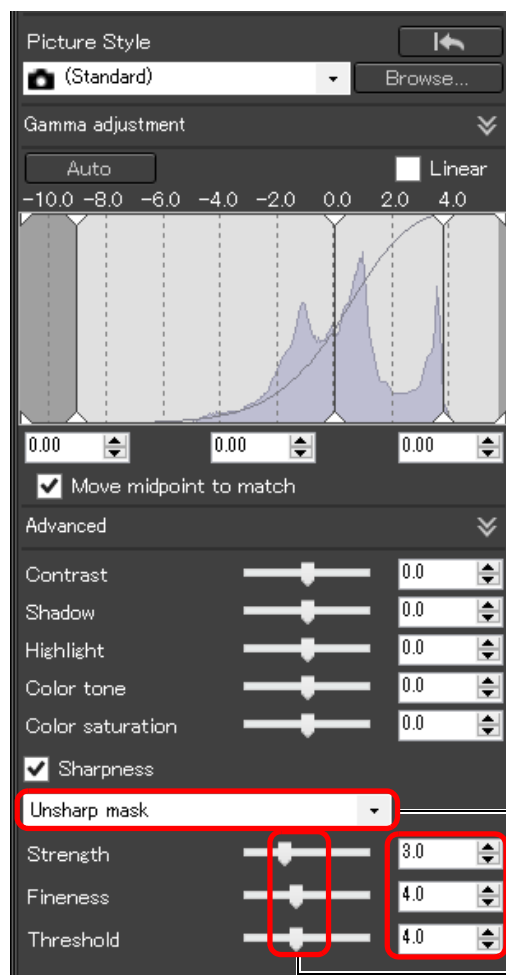 Picture Style
(Standard)
Browse...
Gamma adjustment
Auto
Linear
-10.0 -8.0 -6.0 -4.0 -2.0 0.0 2.0 4.0
0.00 0.00 0.00
Move midpoint to match
Advanced
Contrast 0.0
Shadow 0.0
Highlight 0.0
Color tone 0.0
Color saturation 0.0
Sharpness
Unsharp mask
Strength 3.0
Fineness 4.0
Threshold 4.0